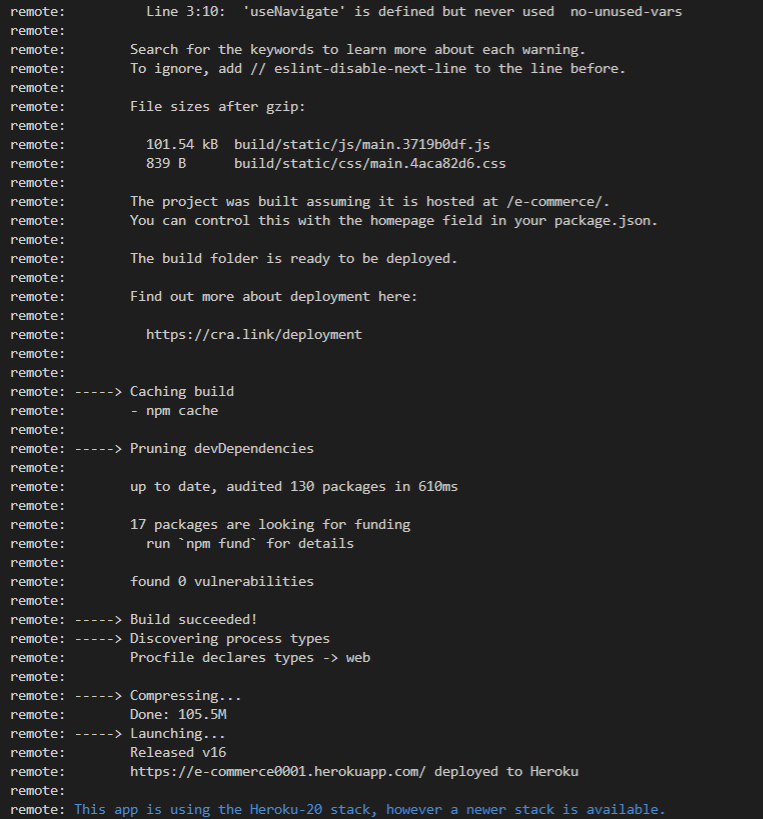 remote:          Line 3:10:  'useNavigate' is defined but never used  no-unused-vars
remote:
remote:        Search for the keywords to learn more about each warning.
remote:        To ignore, add // eslint-disable-next-line to the line before.
remote:
remote:        File sizes after gzip:
remote:
remote:          101.54 kB  build/static/js/main.3719b0df.js
remote:          839 B      build/static/css/main.4aca82d6.css
remote:
remote:        The project was built assuming it is hosted at /e-commerce/.
remote:        You can control this with the homepage field in your package.json.
remote:
remote:        The build folder is ready to be deployed.
remote:
remote:        Find out more about deployment here:
remote:
remote:          https://cra.link/deployment
remote:
remote:
remote: -----> Caching build
remote:        - npm cache
remote:
remote: -----> Pruning devDependencies
remote:
remote:        up to date, audited 130 packages in 610ms
remote:
remote:        17 packages are looking for funding
remote:          run `npm fund` for details
remote:
remote:        found 0 vulnerabilities
remote:
remote: -----> Build succeeded!
remote: -----> Discovering process types
remote:        Procfile declares types -> web
remote:
remote: -----> Compressing...
remote:        Done: 105.5M
remote: -----> Launching...
remote:        Released v16
remote:        https://e-commerce0001.herokuapp.com/ deployed to Heroku
remote:
remote: This app is using the Heroku-20 stack, however a newer stack is available.